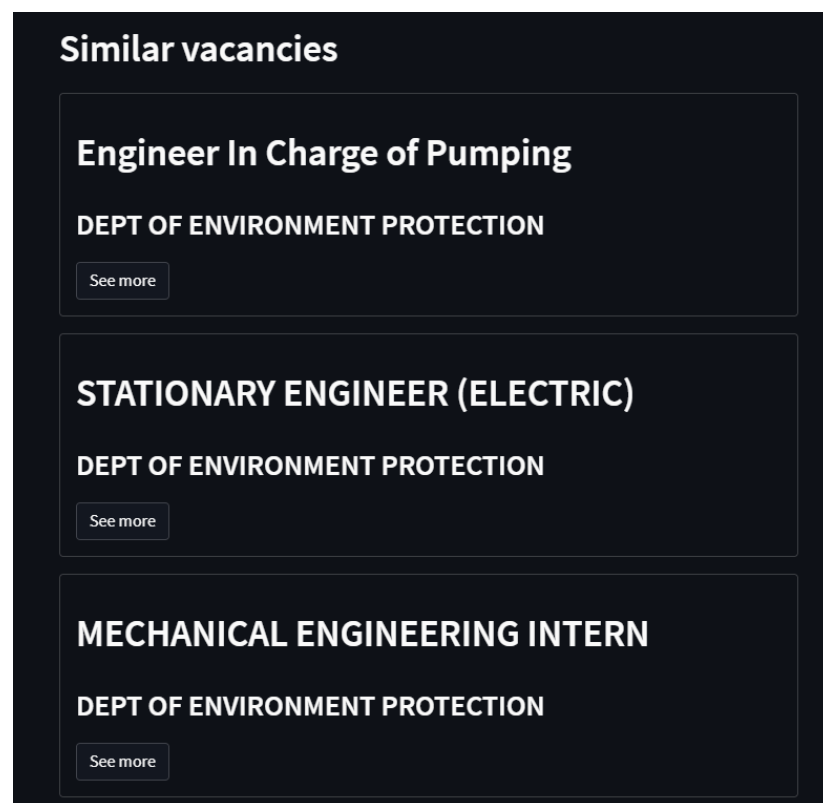 Similar vacancies
Engineer In Charge of Pumping
DEPT OF ENVIRONMENT PROTECTION
See more
STATIONARY ENGINEER (ELECTRIC)
DEPT OF ENVIRONMENT PROTECTION
See more
MECHANICAL ENGINEERING INTERN
DEPT OF ENVIRONMENT PROTECTION
See more